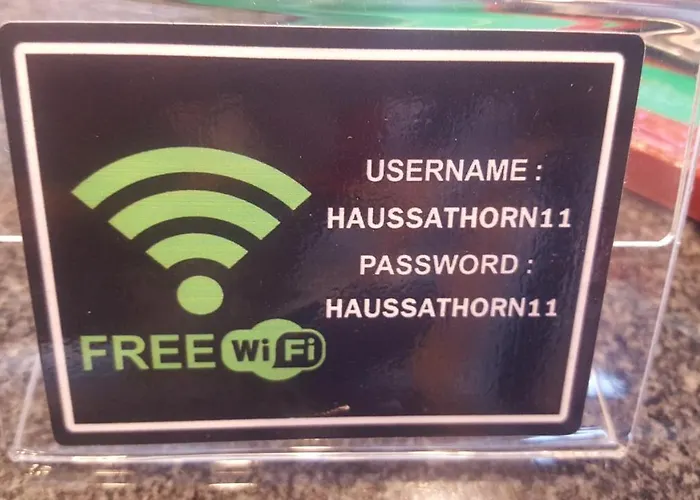 USERNAME :
HAUSSATHORN11
PASSWORD :
HAUSSATHORN11
FREE WiFi